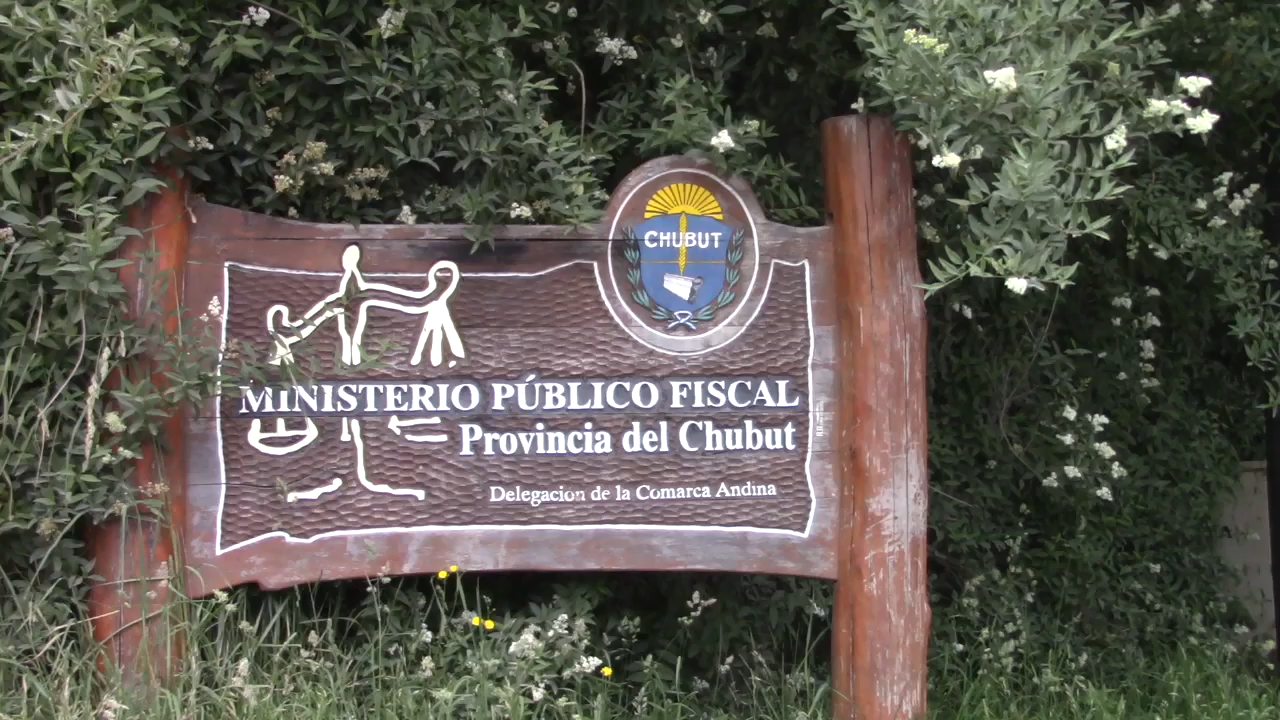 CHUBUT
MINISTERIO PÚBLICO FISCAL
Provincia del Chubut
Delegacion de la Comarca Andina